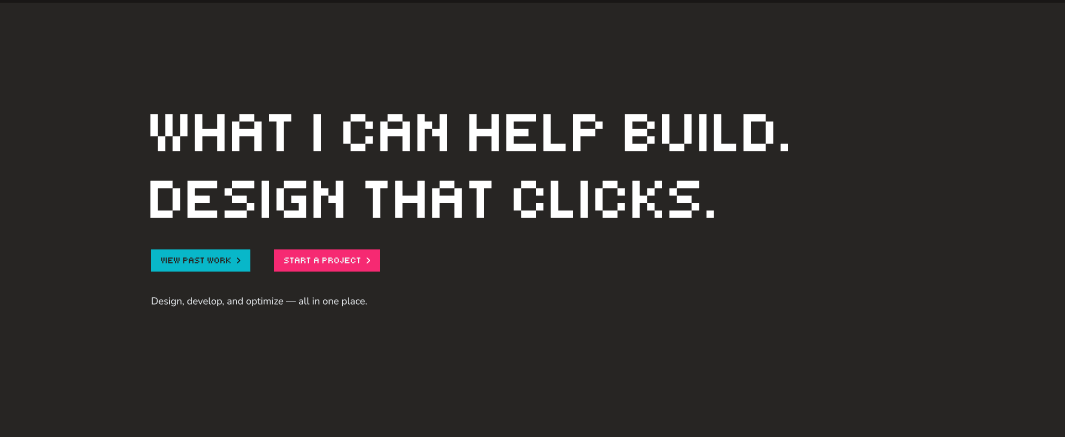 WHAT I CAN HELP BUILD.
DESIGN THAT CLICKS.
VIEW PAST WORK >
START A PROJECT >
Design, develop, and optimize — all in one place.